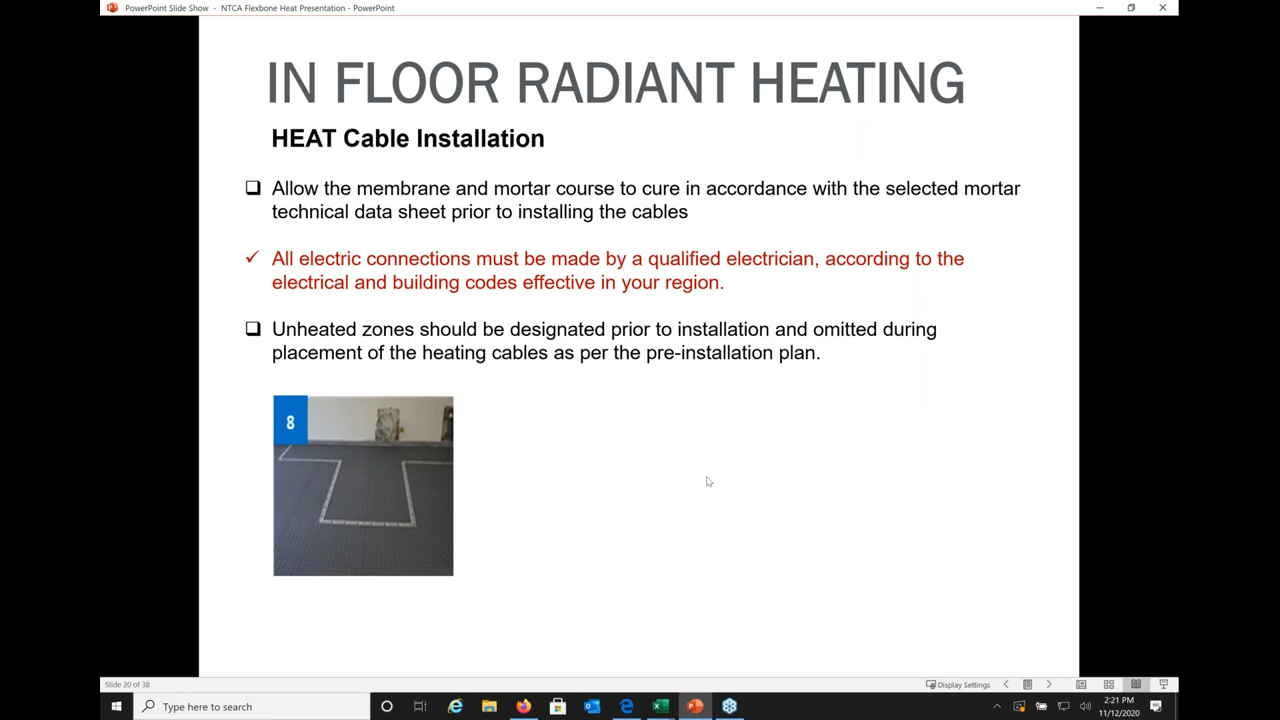 PowerPoint Slide Show - NTCA Flexbone Heat Presentation - PowerPoint
IN FLOOR RADIANT HEATING
HEAT Cable Installation
Allow the membrane and mortar course to cure in accordance with the selected mortar
technical data sheet prior to installing the cables
All electric connections must be made by a qualified electrician, according to the
electrical and building codes effective in your region.
Unheated zones should be designated prior to installation and omitted during
placement of the heating cables as per the pre-installation plan.
8
Slide 20 of 38
Display Settings
Type here to search
2:21 PM
11/12/2020